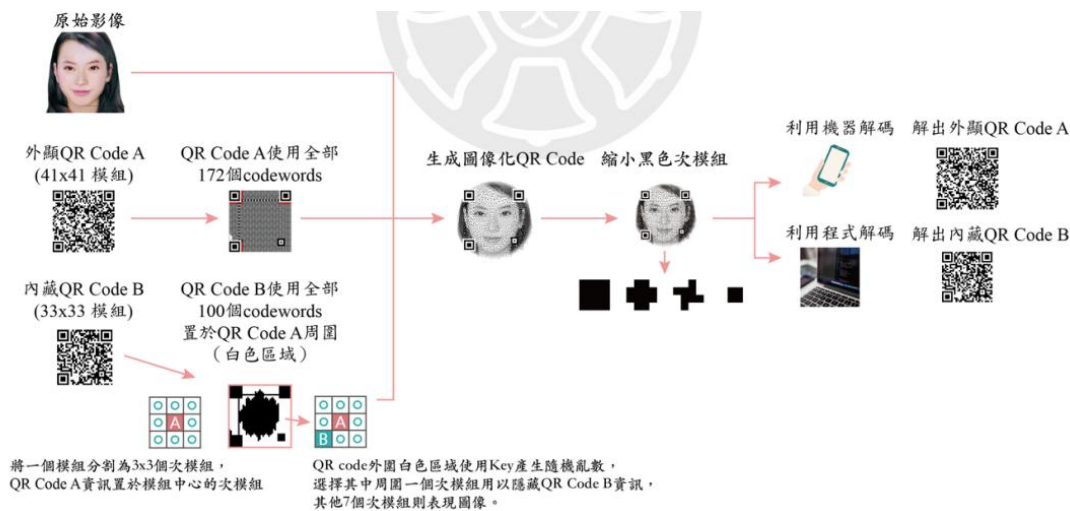 原始影像
外顯QR Code A
(41x41 模組)
QR Code A使用全部
172個codewords
內藏QR Code B
(33x33 模組)
QR Code B使用全部
100個codewords
置於QR Code A周圍
（白色區域）
A
A
B
將一個模組分割為3x3個次模組，
QR Code A資訊置於模組中心的次模組
QR code外圍白色區域使用Key產生隨機亂數，
選擇其中周圍一個次模組用以隱藏QR Code B資訊，
其他7個次模組則表現圖像。
生成圖像化QR Code
縮小黑色次模組
利用機器解碼
解出外顯QR Code A
利用程式解碼
解出內藏QR Code B